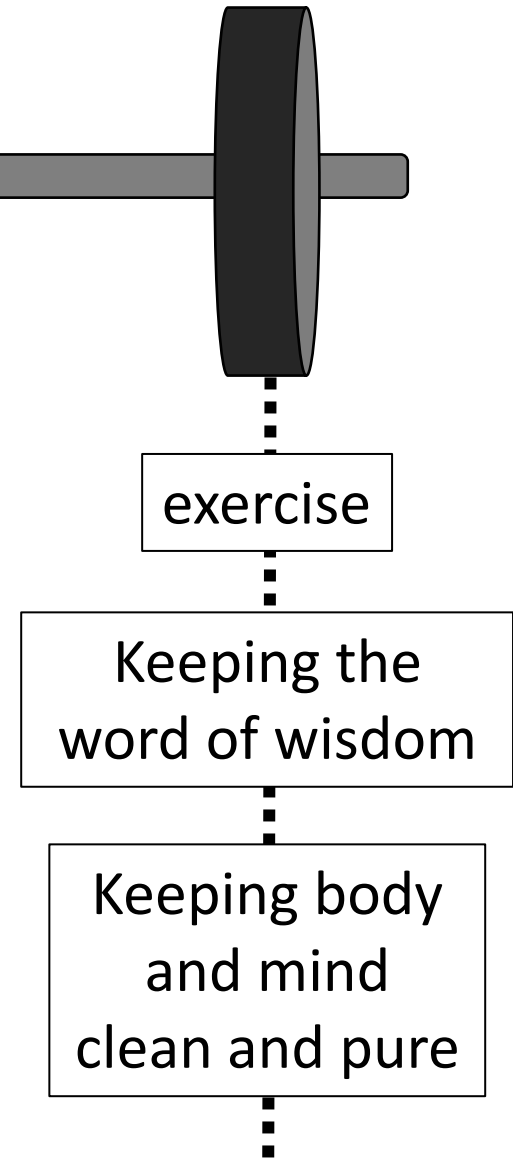 exercise
Keeping the
word of wisdom
Keeping body
and mind
clean and pure